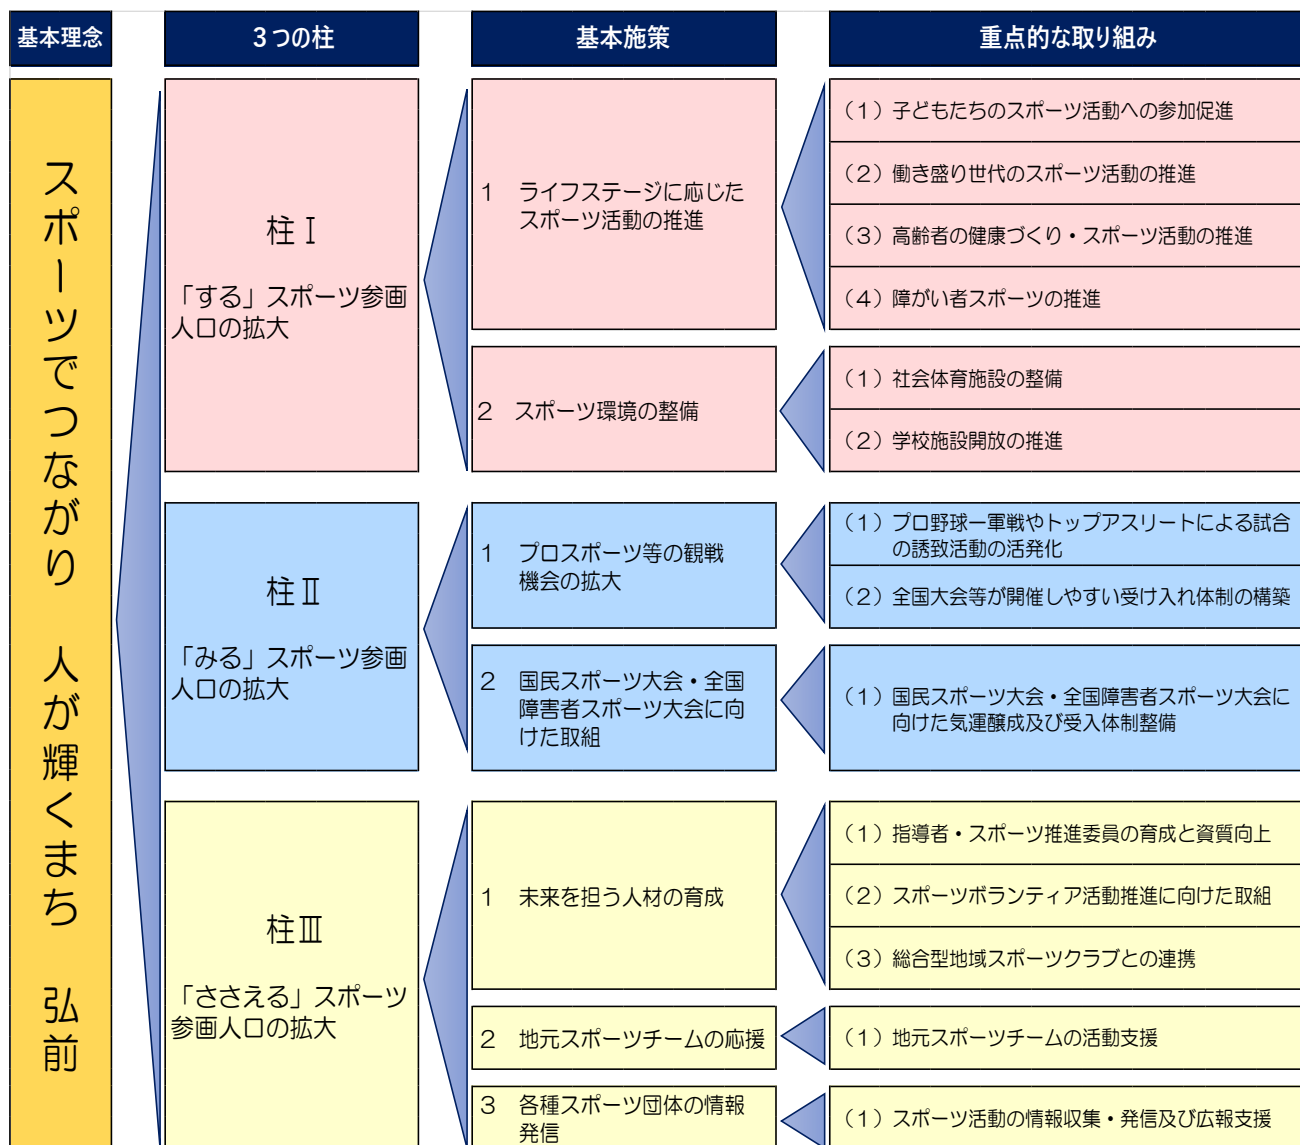 基本理念
3つの柱
基本施策
重点的な取り組み
スポーツでつながり　人が輝くまち　弘前
柱Ⅰ
「する」スポーツ参画
人口の拡大
1　ライフステージに応じた
スポーツ活動の推進
（1）子どもたちのスポーツ活動への参加促進
（2）働き盛り世代のスポーツ活動の推進
（3）高齢者の健康づくり・スポーツ活動の推進
（4）障がい者スポーツの推進
2　スポーツ環境の整備
（1）社会体育施設の整備
（2）学校施設開放の推進
柱Ⅱ
「みる」スポーツ参画
人口の拡大
1　プロスポーツ等の観戦
機会の拡大
（1）プロ野球一軍戦やトップアスリートによる試合
の誘致活動の活発化
（2）全国大会等が開催しやすい受け入れ体制の構築
2　国民スポーツ大会・全国
障害者スポーツ大会に向
けた取組
（1）国民スポーツ大会・全国障害者スポーツ大会に
向けた気運醸成及び受入体制整備
柱Ⅲ
「ささえる」スポーツ
参画人口の拡大
1　未来を担う人材の育成
（1）指導者・スポーツ推進委員の育成と資質向上
（2）スポーツボランティア活動推進に向けた取組
（3）総合型地域スポーツクラブとの連携
2　地元スポーツチームの応援
（1）地元スポーツチームの活動支援
3　各種スポーツ団体の情報
発信
（1）スポーツ活動の情報収集・発信及び広報支援